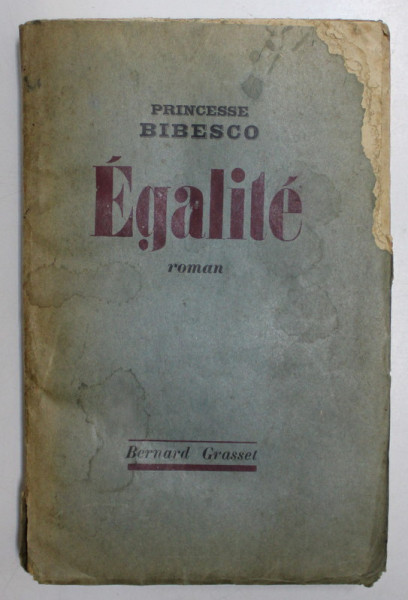 PRINCESSE
BIBESCO
Égalité
roman
Bernard Grasset